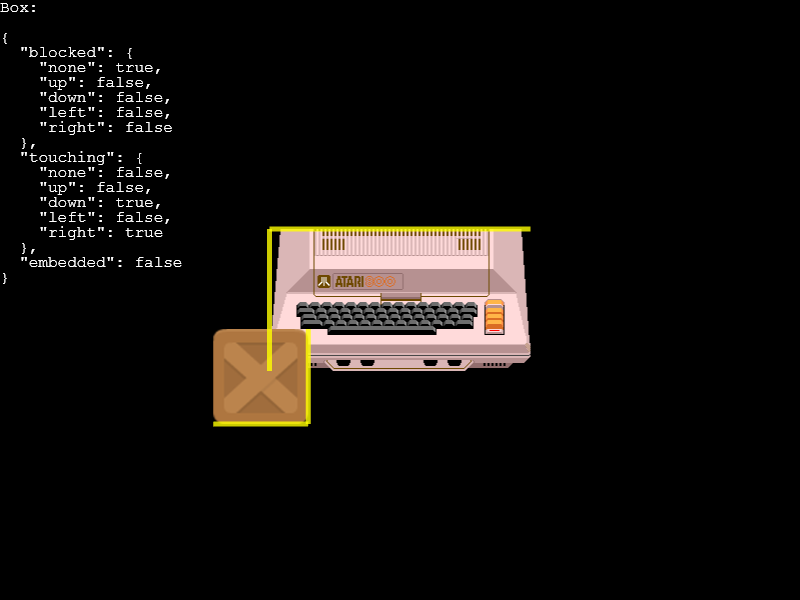 Box:
{
  "blocked": {
    "none": true,
    "up": false,
    "down": false,
    "left": false,
    "right": false
  },
  "touching": {
    "none": false,
    "up": false,
    "down": true,
    "left": false,
    "right": true
  },
  "embedded": false
}
ATARI 800